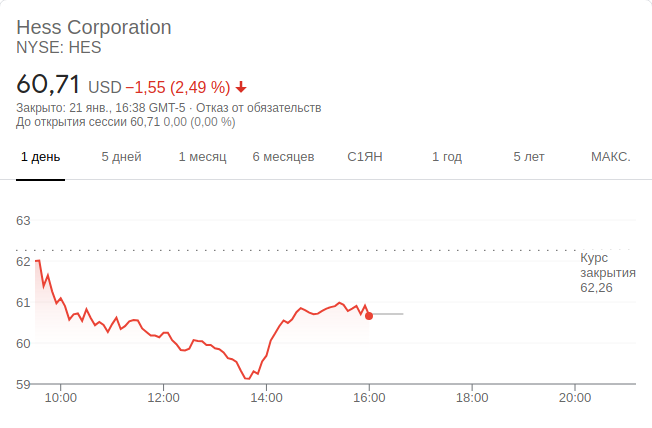 Hess Corporation
NYSE: HES
60,71 USD −1,55 (2,49 %)
Закрыто: 21 янв., 16:38 GMT-5 · Отказ от обязательств
До открытия сессии 60,71 0,00 (0,00 %)
1 день 5 дней 1 месяц 6 месяцев С1ЯН 1 год 5 лет МАКС.
63
62
61
60
59
Курс
закрытия
62,26
10:00 12:00 14:00 16:00 18:00 20:00